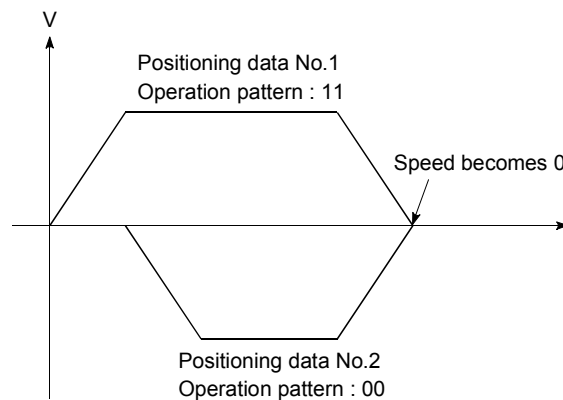 V
Positioning data No.1
Operation pattern : 11
Speed becomes 0
Positioning data No.2
Operation pattern : 00